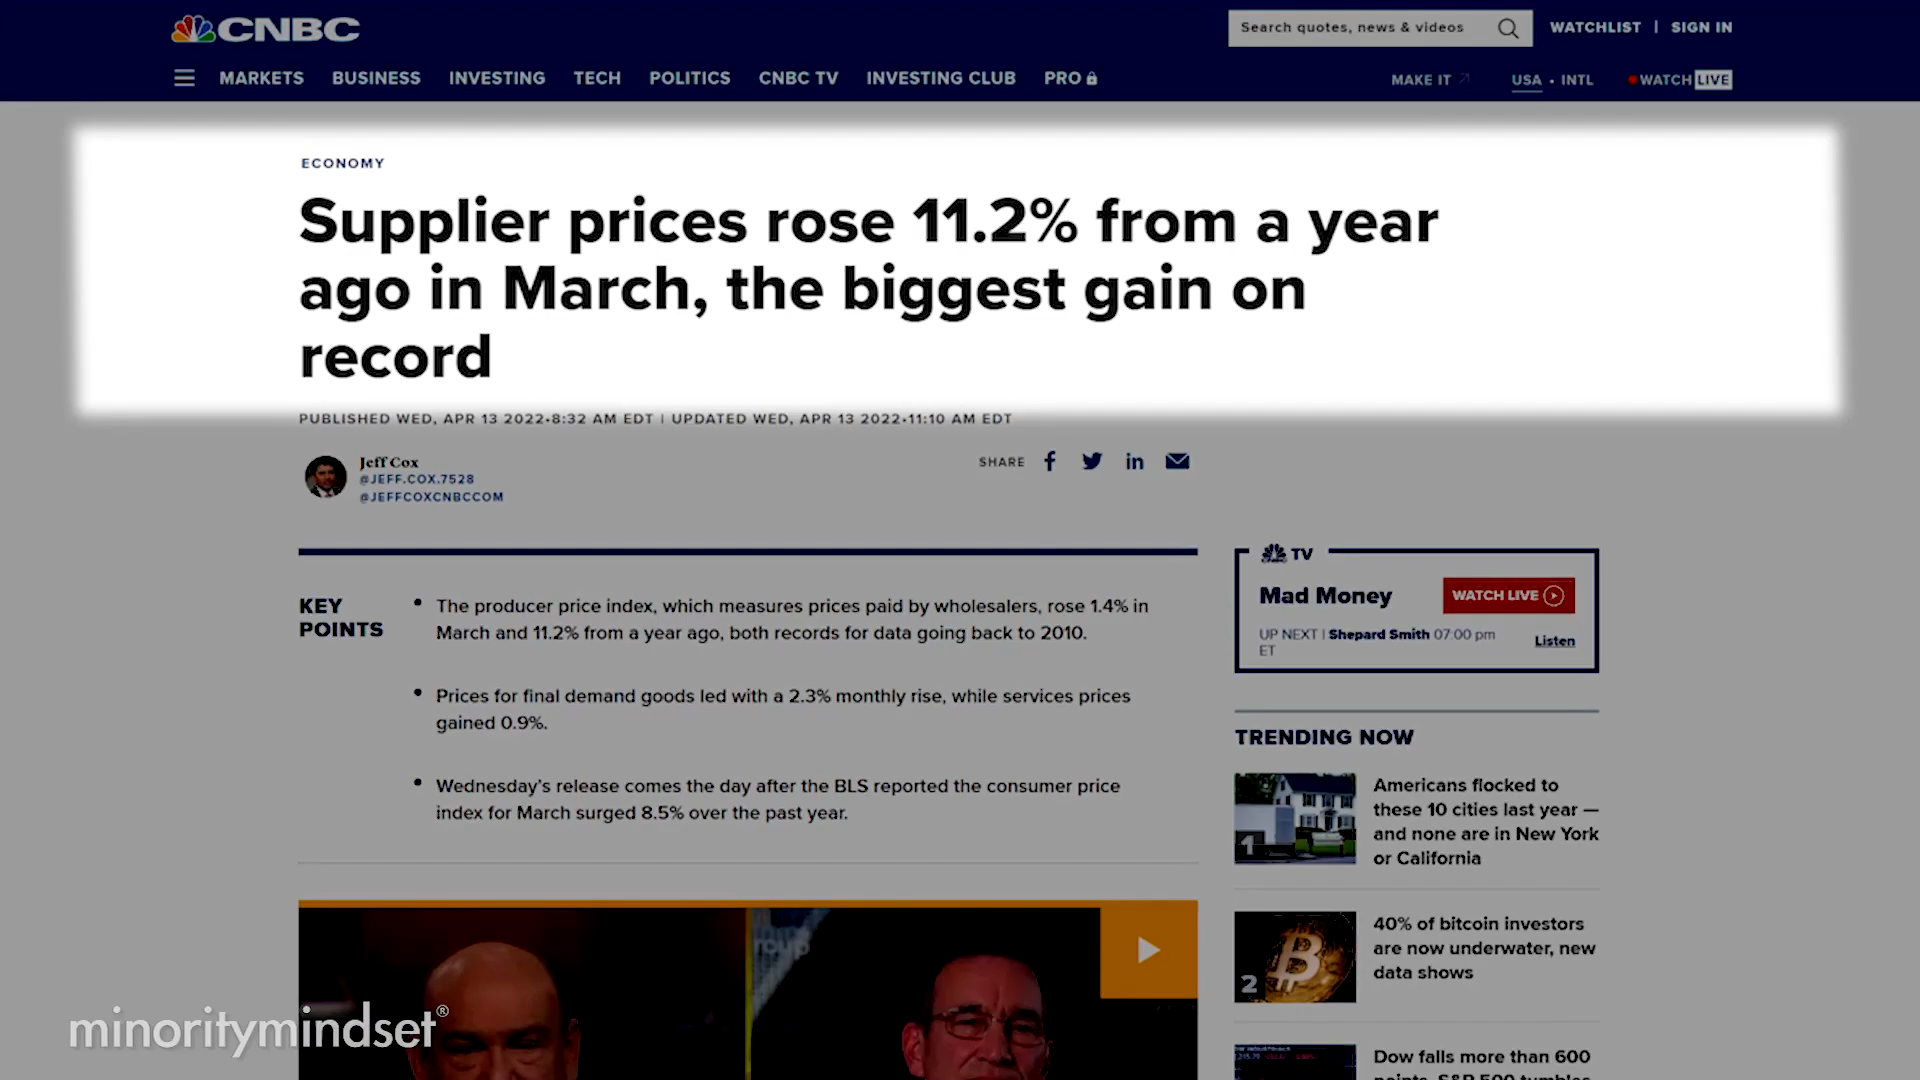 CNBC
Search quotes, news & videos
WATCHLIST | SIGN IN
MARKETS BUSINESS INVESTING TECH POLITICS CNBC TV INVESTING CLUB PRO
MAKE IT USA • INTL WATCH LIVE
ECONOMY
Supplier prices rose 11.2% from a year
ago in March, the biggest gain on
record
PUBLISHED WED, APR 13 2022•8:32 AM EDT | UPDATED WED, APR 13 2022•11:10 AM EDT
Jeff Cox
@JEFF.COX.7528
@JEFFCOXCNBCCOM
SHARE
KEY
POINTS
• The producer price index, which measures prices paid by wholesalers, rose 1.4% in
March and 11.2% from a year ago, both records for data going back to 2010.
• Prices for final demand goods led with a 2.3% monthly rise, while services prices
gained 0.9%.
• Wednesday's release comes the day after the BLS reported the consumer price
index for March surged 8.5% over the past year.
TV
Mad Money
WATCH LIVE
UP NEXT | Shepard Smith 07:00 pm
ET
Listen
TRENDING NOW
1
Americans flocked to
these 10 cities last year —
and none are in New York
or California
2
40% of bitcoin investors
are now underwater, new
data shows
Dow falls more than 600
points, S&P 500 tumbles
minoritymindset®